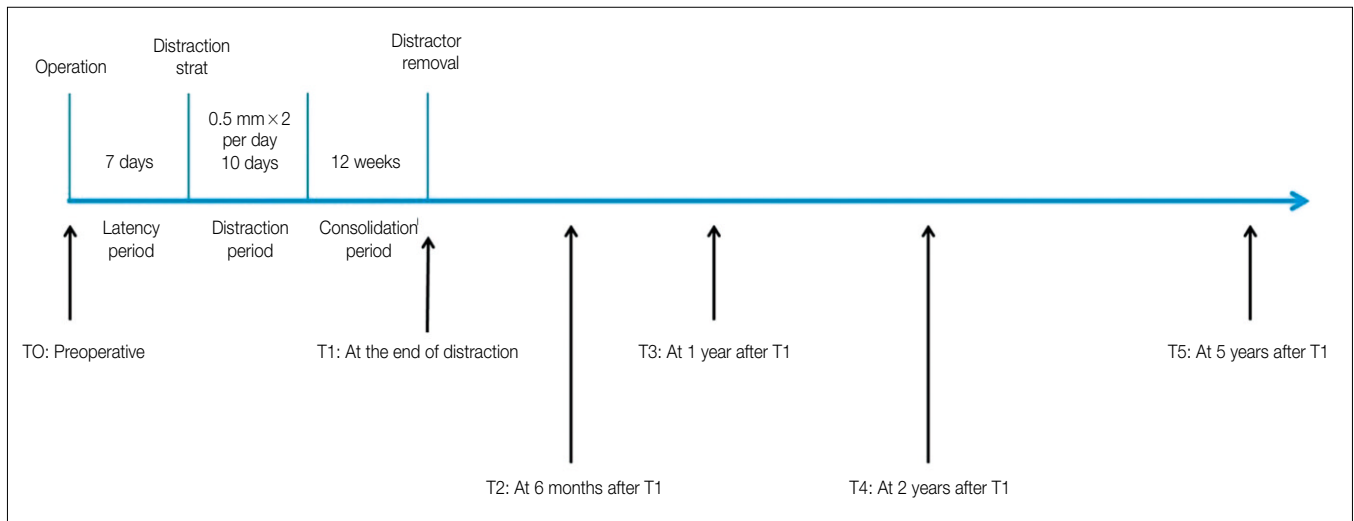 Operation
Distraction
strat
Distractor
removal
7 days
0.5 mm×2
per day
10 days
12 weeks
Latency
period
Distraction
period
Consolidation
period
TO: Preoperative
T1: At the end of distraction
T3: At 1 year after T1
T5: At 5 years after T1
T2: At 6 months after T1
T4: At 2 years after T1